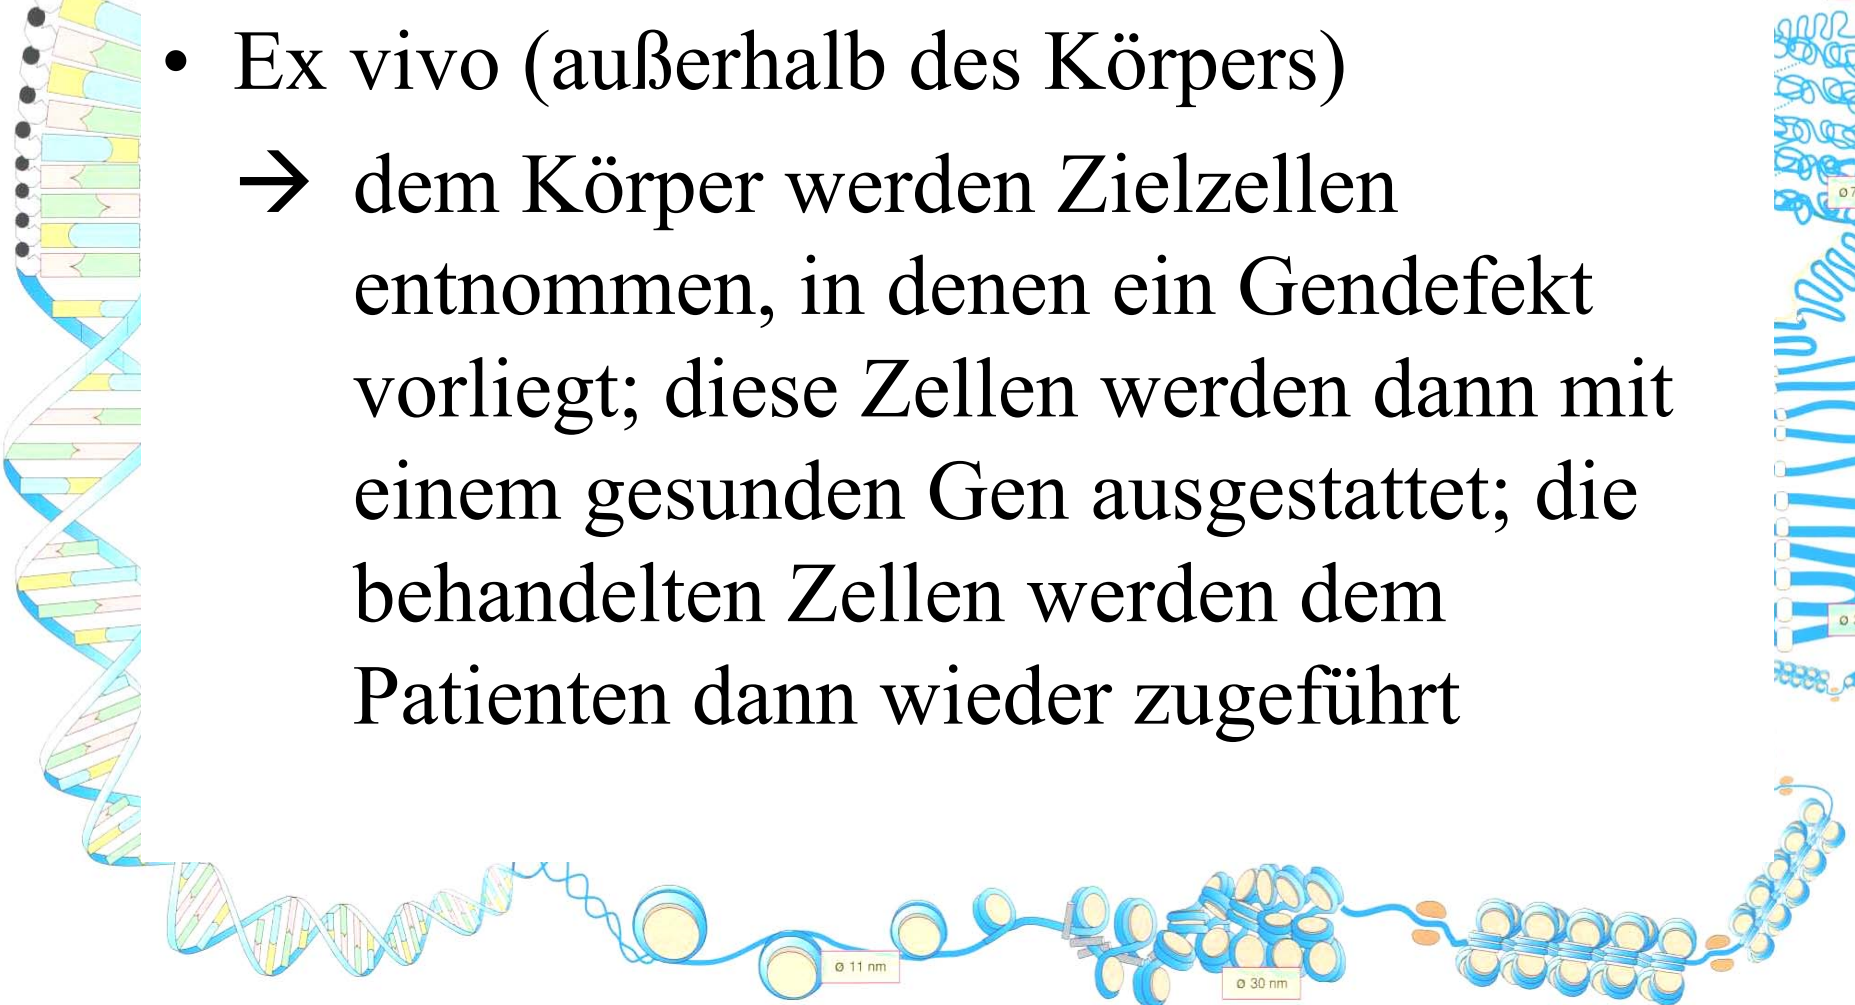 • Ex vivo (außerhalb des Körpers)
→ dem Körper werden Zielzellen
entnommen, in denen ein Gendefekt
vorliegt; diese Zellen werden dann mit
einem gesunden Gen ausgestattet; die
behandelten Zellen werden dem
Patienten dann wieder zugeführt
ø 11 nm
ø 30 nm